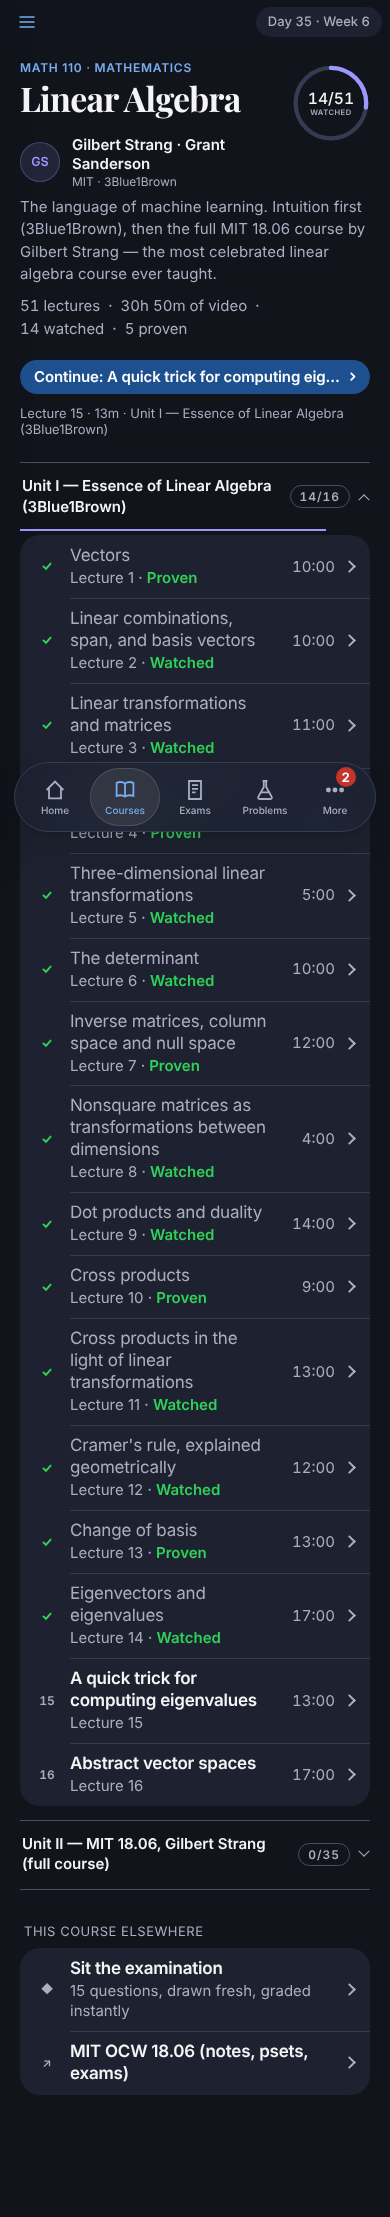 Day 35 · Week 6
MATH 110 · MATHEMATICS
Linear Algebra
14/51
WATCHED
GS
Gilbert Strang · Grant
Sanderson
MIT · 3Blue1Brown
The language of machine learning. Intuition first
(3Blue1Brown), then the full MIT 18.06 course by
Gilbert Strang — the most celebrated linear
algebra course ever taught.
51 lectures · 30h 50m of video ·
14 watched · 5 proven
Continue: A quick trick for computing eig...
Lecture 15 · 13m · Unit I — Essence of Linear Algebra
(3Blue1Brown)
Unit I — Essence of Linear Algebra
(3Blue1Brown)
14/16
Vectors
Lecture 1 · Proven
10:00
Linear combinations,
span, and basis vectors
Lecture 2 · Watched
10:00
Linear transformations
and matrices
Lecture 3 · Watched
11:00
Home
Courses
Exams
Problems
More
2
Lecture 4 · Proven
Three-dimensional linear
transformations
Lecture 5 · Watched
5:00
The determinant
Lecture 6 · Watched
10:00
Inverse matrices, column
space and null space
Lecture 7 · Proven
12:00
Nonsquare matrices as
transformations between
dimensions
Lecture 8 · Watched
4:00
Dot products and duality
Lecture 9 · Watched
14:00
Cross products
Lecture 10 · Proven
9:00
Cross products in the
light of linear
transformations
Lecture 11 · Watched
13:00
Cramer's rule, explained
geometrically
Lecture 12 · Watched
12:00
Change of basis
Lecture 13 · Proven
13:00
Eigenvectors and
eigenvalues
Lecture 14 · Watched
17:00
15
A quick trick for
computing eigenvalues
Lecture 15
13:00
16
Abstract vector spaces
Lecture 16
17:00
Unit II — MIT 18.06, Gilbert Strang
(full course)
0/35
THIS COURSE ELSEWHERE
Sit the examination
15 questions, drawn fresh, graded
instantly
MIT OCW 18.06 (notes, psets,
exams)